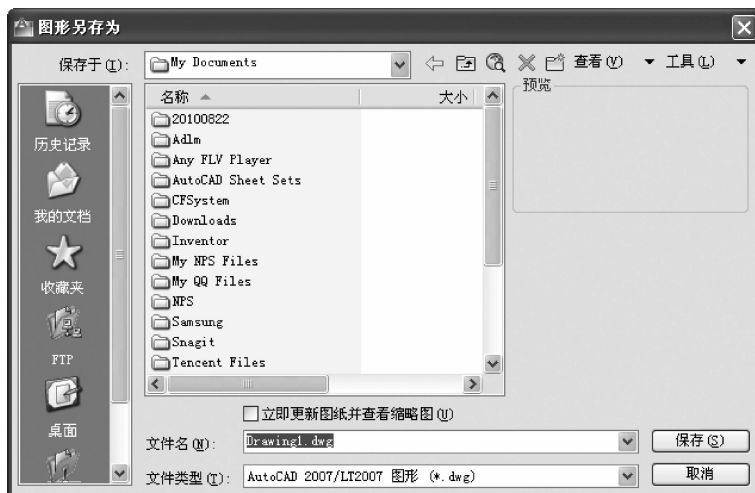 图形另存为
保存于(I): My Documents 查看(V) 工具(L)
名称 大小 预览
20100822
Adlm
Any FLV Player
AutoCAD Sheet Sets
CFSystem
Downloads
Inventor
My NPS Files
My QQ Files
NPS
Samsung
Snagit
Tencent Files
历史记录
我的文档
收藏夹
FTP
桌面
立即更新图纸并查看缩略图(U)
文件名(N): Drawing1.dwg 保存(S)
文件类型(T): AutoCAD 2007/LT2007 图形 (*.dwg) 取消